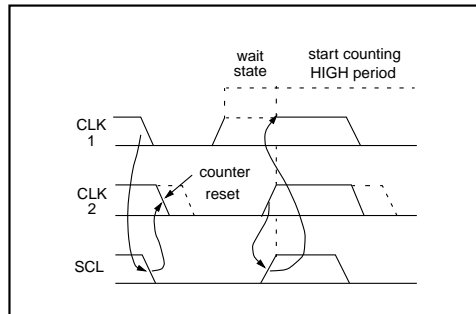 wait
state
start counting
HIGH period
CLK
1
counter
reset
CLK
2
SCL